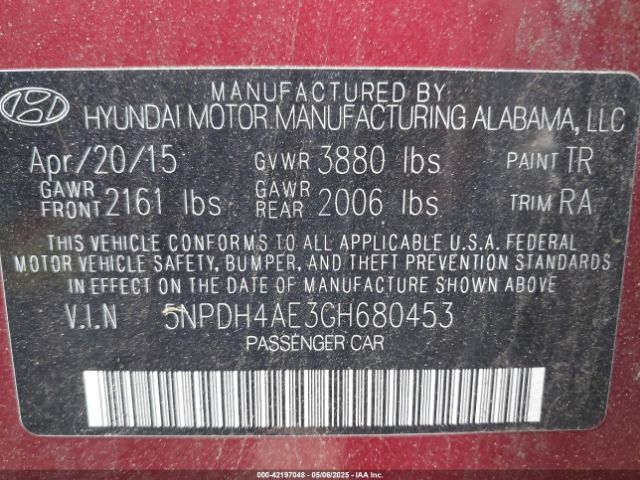 MANUFACTURED BY
HYUNDAI MOTOR MANUFACTURING ALABAMA, LLC
Apr/20/15 GVWR 3880 lbs PAINT TR
GAWR FRONT 2161 lbs GAWR REAR 2006 lbs TRIM RA
THIS VEHICLE CONFORMS TO ALL APPLICABLE U.S.A. FEDERAL
MOTOR VEHICLE SAFETY, BUMPER, AND THEFT PREVENTION STANDARDS
IN EFFECT ON THE DATE OF MANUFACTURE SHOWN ABOVE.
V.I.N 5NPDH4AE3GH680453
PASSENGER CAR
000-42197048 - 05/06/2025 - IAA Inc.